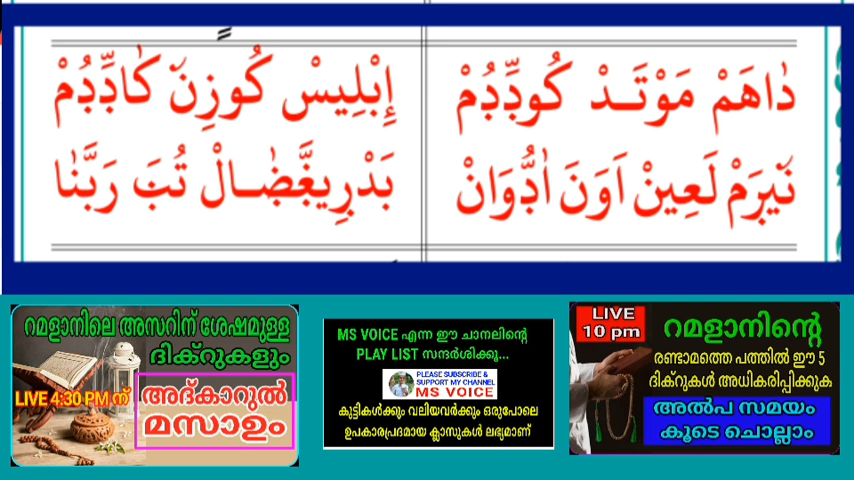 دَاهَمْ مَوْتَـدْ كُودِّدُمْ إِبْلِيسْ كُوزِنَ كَادِّدُمْ
نّيرَمْ لَعِينْ اَوَنَ اُدُّوَانْ بَدْرِيغَّضَالْ تُبَ رَبَّنَا
റമളാനിലെ അസറിന് ശേഷമുള്ള
ദിക്റുകളും
LIVE 4:30 PM ന്
അദ്കാറുൽ
മസാഉം
MS VOICE എന്ന ഈ ചാനലിന്റെ
PLAY LIST സന്ദർശിക്കൂ...
PLEASE SUBSCRIBE &
SUPPORT MY CHANNEL
MS VOICE
കുട്ടികൾക്കും വലിയവർക്കും ഒരുപോലെ
ഉപകാരപ്രദമായ ക്ലാസുകൾ ലഭ്യമാണ്
LIVE
10 pm
റമളാനിന്റെ
രണ്ടാമത്തെ പത്തിൽ ഈ 5
ദിക്റുകൾ അധികരിപ്പിക്കുക
അൽപ സമയം
കൂടെ ചൊല്ലാം